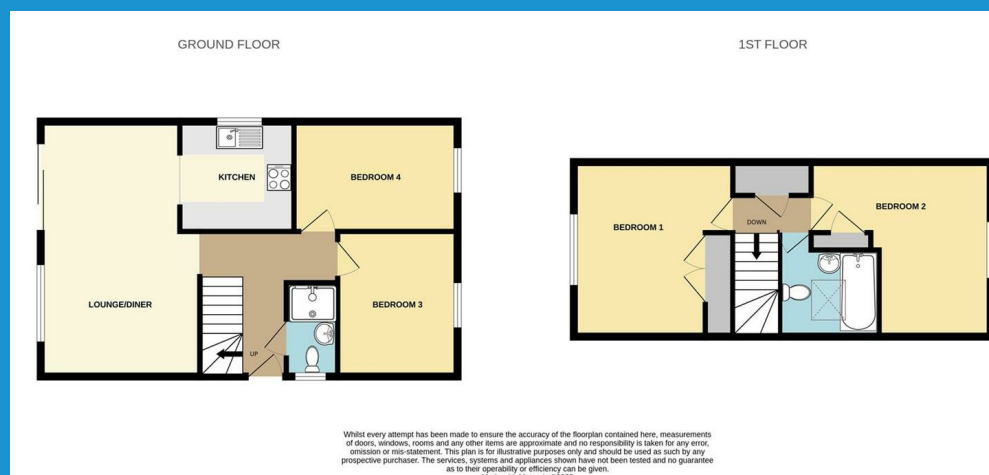 GROUND FLOOR
1ST FLOOR
KITCHEN
BEDROOM 4
BEDROOM 1
DOWN
BEDROOM 2
LOUNGE/DINER
BEDROOM 3
UP
Whilst every attempt has been made to ensure the accuracy of the floorplan contained here, measurements
of doors, windows, rooms and any other items are approximate and no responsibility is taken for any error,
omission or mis-statement. This plan is for illustrative purposes only and should be used as such by any
prospective purchaser. The services, systems and appliances shown have not been tested and no guarantee
as to their operability or efficiency can be given.